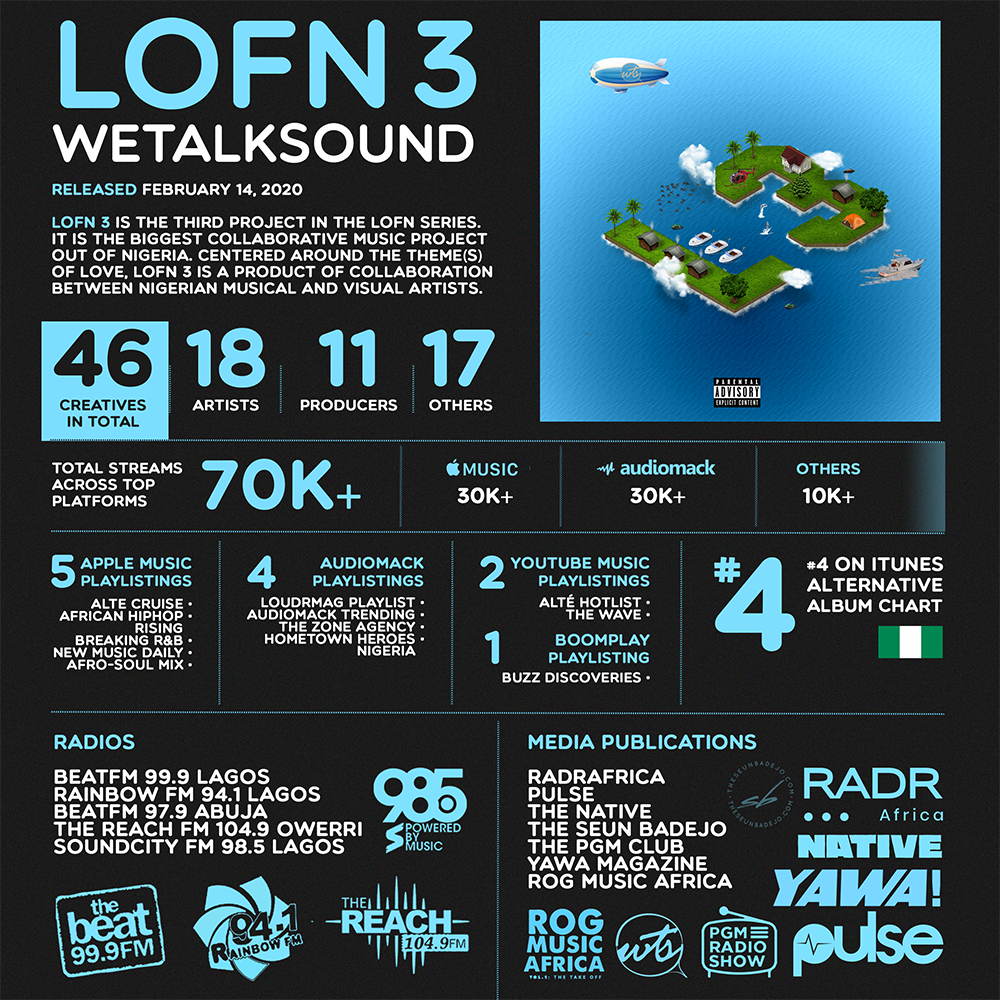 LOFN 3
WETALKSOUND
RELEASED FEBRUARY 14, 2020
LOFN 3 IS THE THIRD PROJECT IN THE LOFN SERIES.
IT IS THE BIGGEST COLLABORATIVE MUSIC PROJECT
OUT OF NIGERIA. CENTERED AROUND THE THEME(S)
OF LOVE, LOFN 3 IS A PRODUCT OF COLLABORATION
BETWEEN NIGERIAN MUSICAL AND VISUAL ARTISTS.
wts
PARENTAL
ADVISORY
EXPLICIT CONTENT
46
CREATIVES
IN TOTAL
18
ARTISTS
11
PRODUCERS
17
OTHERS
TOTAL STREAMS
ACROSS TOP
PLATFORMS
70K+
MUSIC
30K+
audiomack
30K+
OTHERS
10K+
5 APPLE MUSIC
PLAYLISTINGS
ALTE CRUISE •
AFRICAN HIPHOP •
RISING
BREAKING R&B •
NEW MUSIC DAILY •
AFRO-SOUL MIX •
4 AUDIOMACK
PLAYLISTINGS
LOUDRMAG PLAYLIST •
AUDIOMACK TRENDING •
THE ZONE AGENCY •
HOMETOWN HEROES •
NIGERIA
2 YOUTUBE MUSIC
PLAYLISTINGS
ALTÉ HOTLIST •
THE WAVE •
1 BOOMPLAY
PLAYLISTING
BUZZ DISCOVERIES •
#4
#4 ON ITUNES
ALTERNATIVE
ALBUM CHART
RADIOS
BEATFM 99.9 LAGOS
RAINBOW FM 94.1 LAGOS
BEATFM 97.9 ABUJA
THE REACH FM 104.9 OWERRI
SOUNDCITY FM 98.5 LAGOS
985
POWERED
BY
MUSIC
the
beat
99.9FM
94.1
RAINBOW FM
THE
REACH
104.9FM
MEDIA PUBLICATIONS
RADRAFRICA
PULSE
THE NATIVE
THE SEUN BADEJO
THE PGM CLUB
YAWA MAGAZINE
ROG MUSIC AFRICA
THESEUNBADEJO.COM
THESEUNBADEJO.COM
sb
RADR
Africa
NATIVE
YAWA!
ROG
MUSIC
AFRICA
VOL.1: THE TAKE OFF
wts
PGM
RADIO
SHOW
pulse